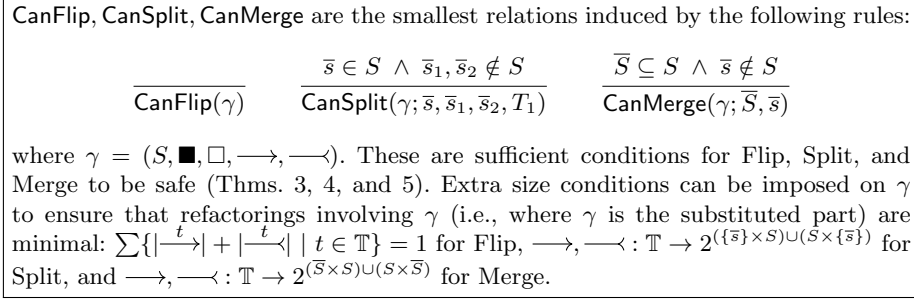 CanFlip, CanSplit, CanMerge are the smallest relations induced by the following rules:
s̅ ∈ S ∧ s̅₁, s̅₂ ∉ S    S̅ ⊆ S ∧ s̅ ∉ S
CanFlip(γ)    CanSplit(γ; s̅, s̅₁, s̅₂, T₁)    CanMerge(γ; S̅, s̅)
where γ = (S, ■, □, ⟶, ⤙). These are sufficient conditions for Flip, Split, and
Merge to be safe (Thms. 3, 4, and 5). Extra size conditions can be imposed on γ
to ensure that refactorings involving γ (i.e., where γ is the substituted part) are
minimal: ∑{|—t→| + |—t≺| | t ∈ 𝕋} = 1 for Flip, ⟶, —≺ : 𝕋 → 2^(({s̅}×S)∪(S×{s̅})) for
Split, and ⟶, —≺ : 𝕋 → 2^((S̅×S)∪(S×S̅)) for Merge.